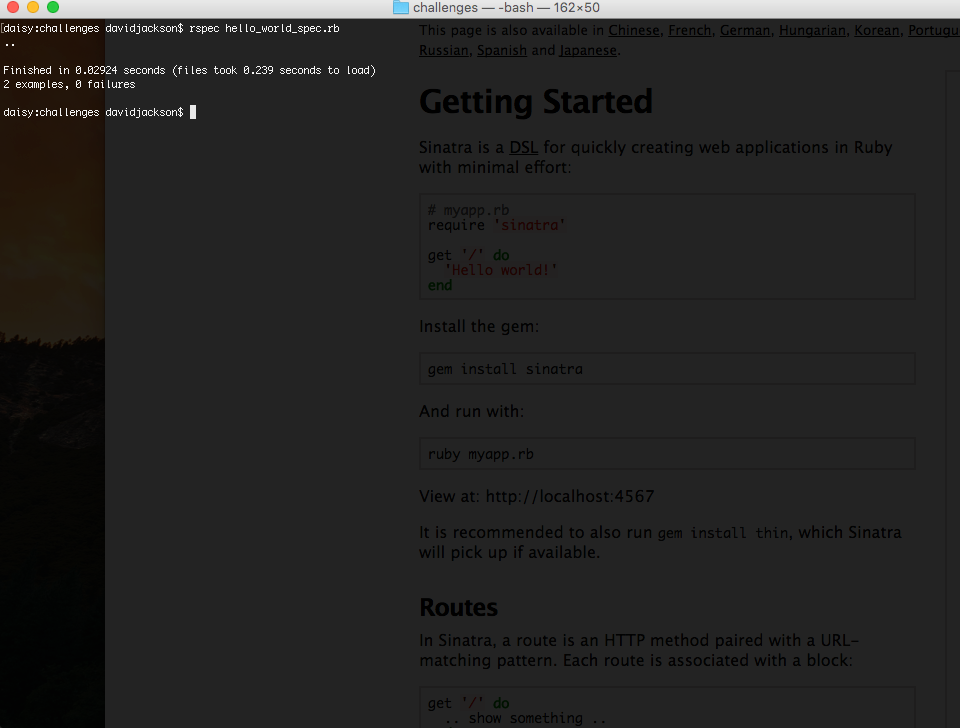 challenges — -bash — 162×50
[daisy:challenges davidjackson$ rspec hello_world_spec.rb
..
Finished in 0.02924 seconds (files took 0.239 seconds to load)
2 examples, 0 failures
daisy:challenges davidjackson$
This page is also available in Chinese, French, German, Hungarian, Korean, Portugu
Russian, Spanish and Japanese.
Getting Started
Sinatra is a DSL for quickly creating web applications in Ruby
with minimal effort:
# myapp.rb
require 'sinatra'
get '/' do
'Hello world!'
end
Install the gem:
gem install sinatra
And run with:
ruby myapp.rb
View at: http://localhost:4567
It is recommended to also run gem install thin, which Sinatra
will pick up if available.
Routes
In Sinatra, a route is an HTTP method paired with a URL-
matching pattern. Each route is associated with a block:
get '/' do
.. show something ..